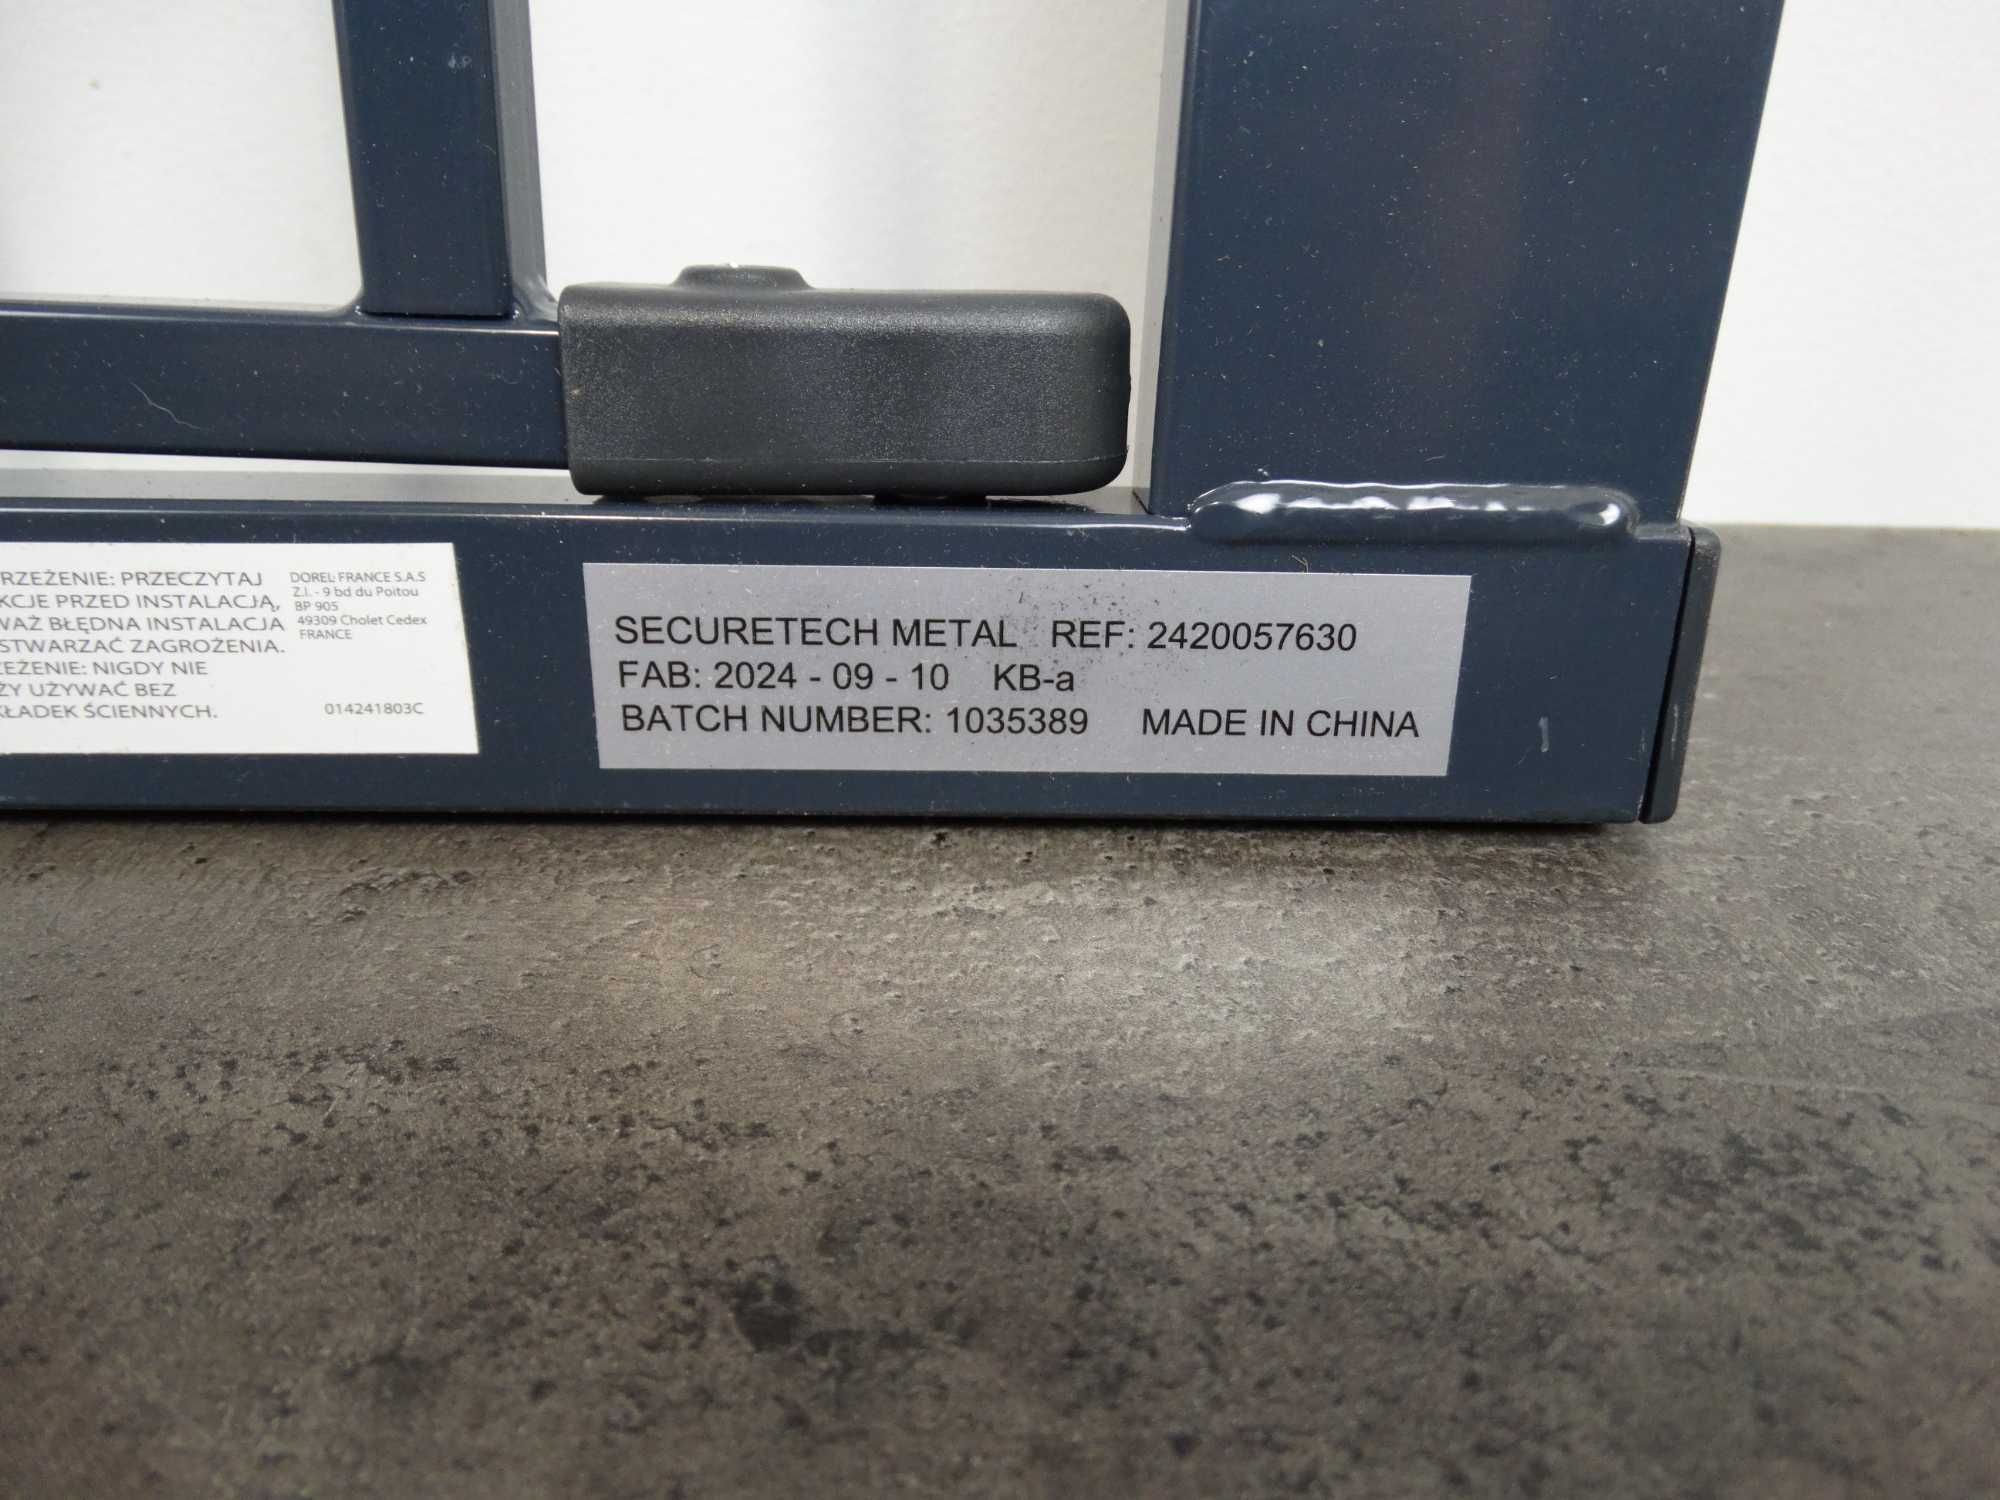 RZEŻENIE: PRZECZYTAJ
KCJE PRZED INSTALACJĄ,
WAŻ BŁĘDNA INSTALACJA
STWARZAĆ ZAGROŻENIA.
ZEŻENIE: NIGDY NIE
ŻY UŻYWAĆ BEZ
KŁADEK ŚCIENNYCH.
DOREL FRANCE S.A.S
Z.I. - 9 bd du Poitou
BP 905
49309 Cholet Cedex
FRANCE
014241803C
SECURETECH METAL REF: 2420057630
FAB: 2024 - 09 - 10 KB-a
BATCH NUMBER: 1035389 MADE IN CHINA